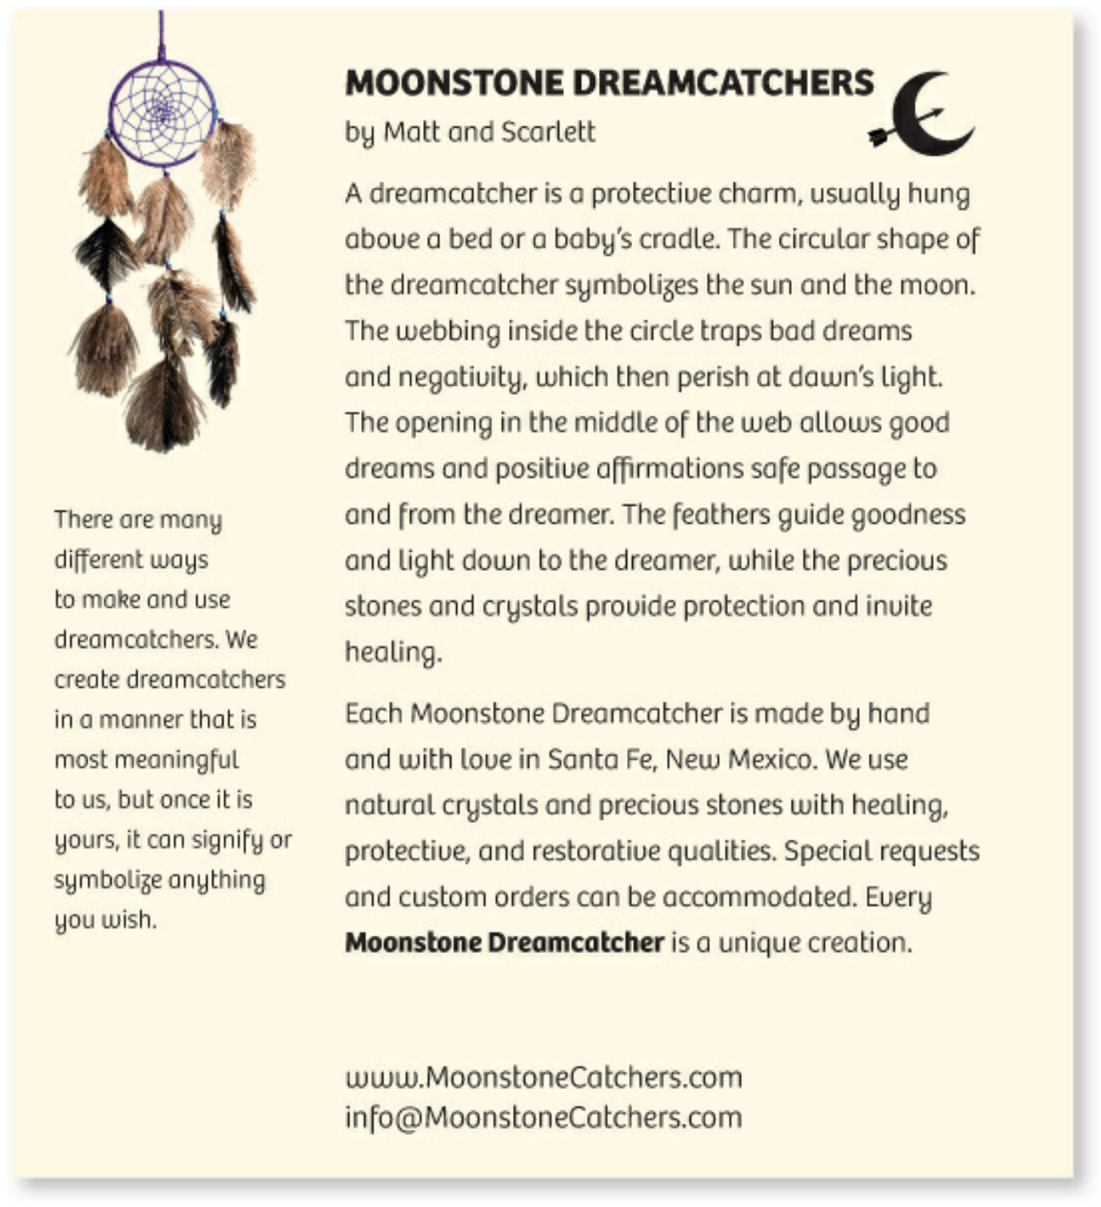 MOONSTONE DREAMCATCHERS
by Matt and Scarlett
A dreamcatcher is a protective charm, usually hung
above a bed or a baby's cradle. The circular shape of
the dreamcatcher symbolizes the sun and the moon.
The webbing inside the circle traps bad dreams
and negativity, which then perish at dawn's light.
The opening in the middle of the web allows good
dreams and positive affirmations safe passage to
and from the dreamer. The feathers guide goodness
and light down to the dreamer, while the precious
stones and crystals provide protection and invite
healing.
Each Moonstone Dreamcatcher is made by hand
and with love in Santa Fe, New Mexico. We use
natural crystals and precious stones with healing,
protective, and restorative qualities. Special requests
and custom orders can be accommodated. Every
Moonstone Dreamcatcher is a unique creation.
www.MoonstoneCatchers.com
info@MoonstoneCatchers.com
There are many
different ways
to make and use
dreamcatchers. We
create dreamcatchers
in a manner that is
most meaningful
to us, but once it is
yours, it can signify or
symbolize anything
you wish.